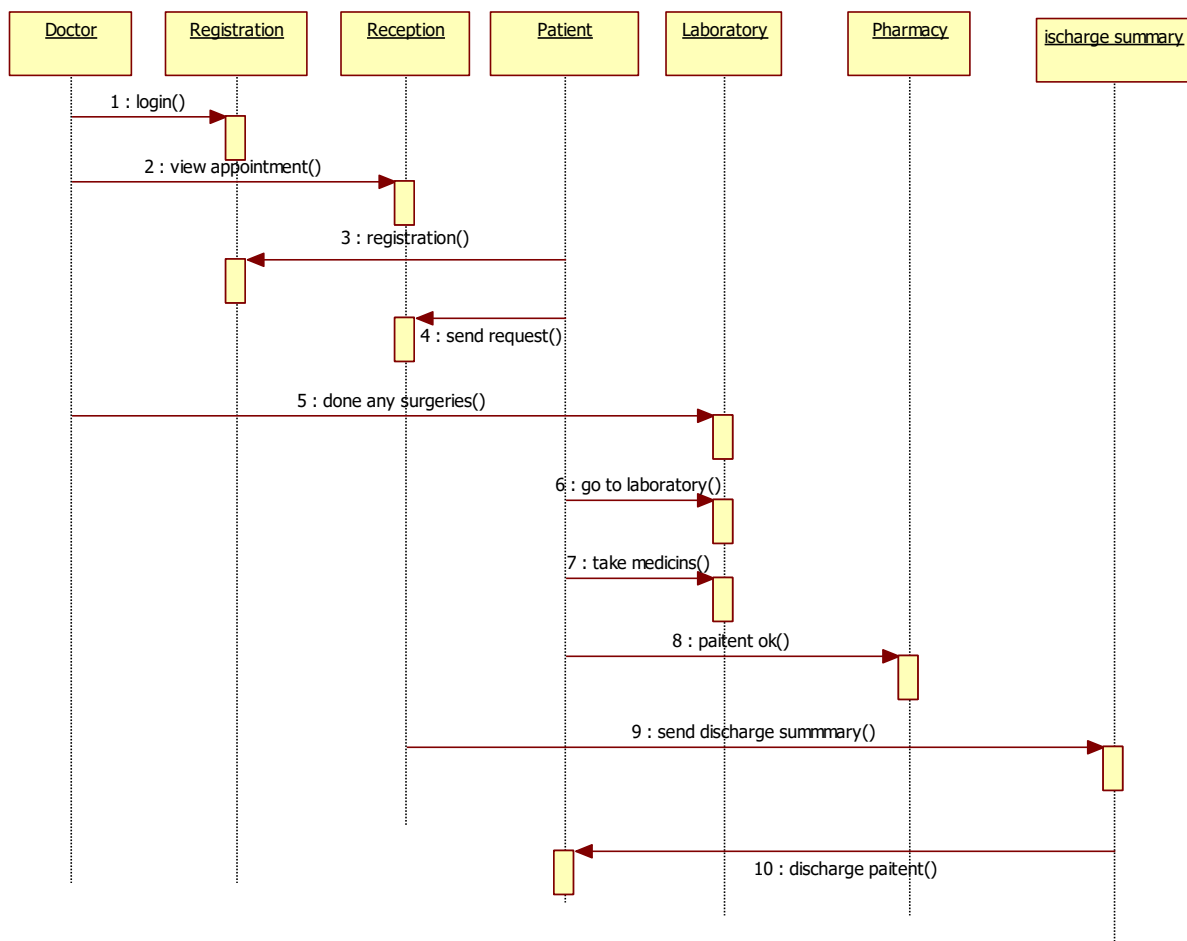 Doctor
Registration
Reception
Patient
Laboratory
Pharmacy
ischarge summary
1 : login()
2 : view appointment()
3 : registration()
4 : send request()
5 : done any surgeries()
6 : go to laboratory()
7 : take medicins()
8 : paitent ok()
9 : send discharge summmary()
10 : discharge paitent()